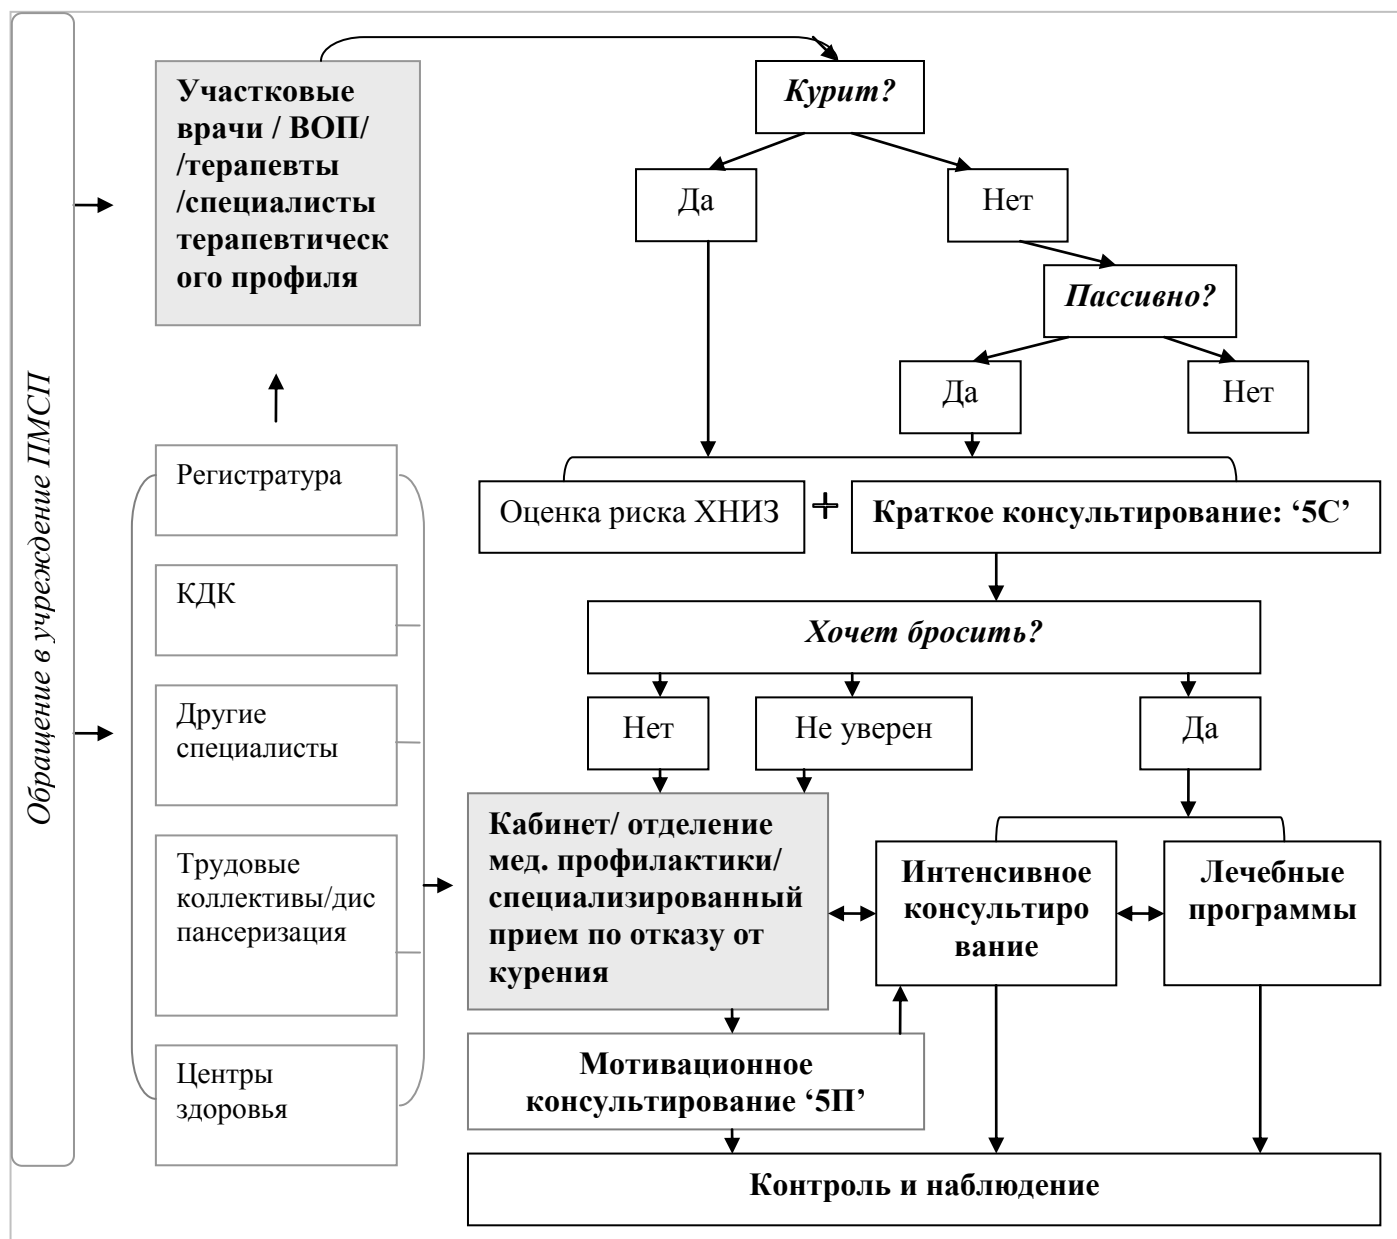 Обращение в учреждение ПМСП
Участковые
врачи / ВОП/
/терапевты
/специалисты
терапевтическ
ого профиля
Курит?
Да
Нет
Пассивно?
Да
Нет
Регистратура
КДК
Другие
специалисты
Трудовые
коллективы/дис
пансеризация
Центры
здоровья
Оценка риска ХНИЗ
+
Краткое консультирование: ‘5С’
Хочет бросить?
Нет
Не уверен
Да
Кабинет/ отделение
мед. профилактики/
специализированный
прием по отказу от
курения
Интенсивное
консультиро
вание
Лечебные
программы
Мотивационное
консультирование ‘5П’
Контроль и наблюдение